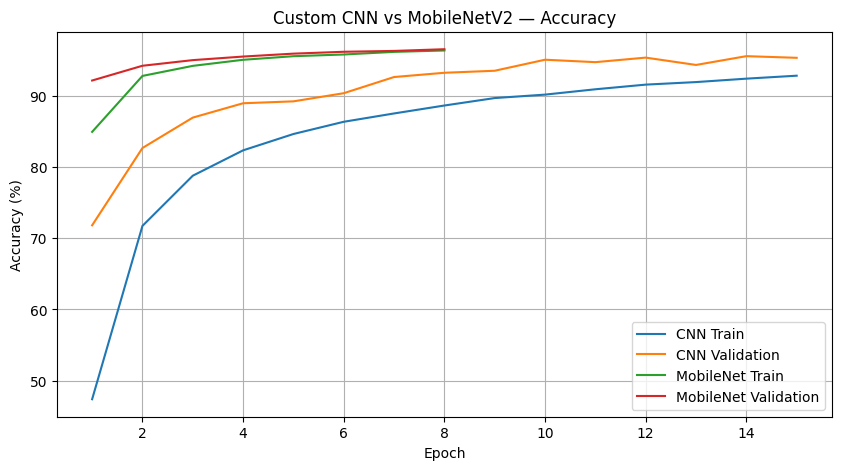 Custom CNN vs MobileNetV2 — Accuracy
Accuracy (%)
90
80
70
60
50
2 4 6 8 10 12 14
Epoch
CNN Train
CNN Validation
MobileNet Train
MobileNet Validation